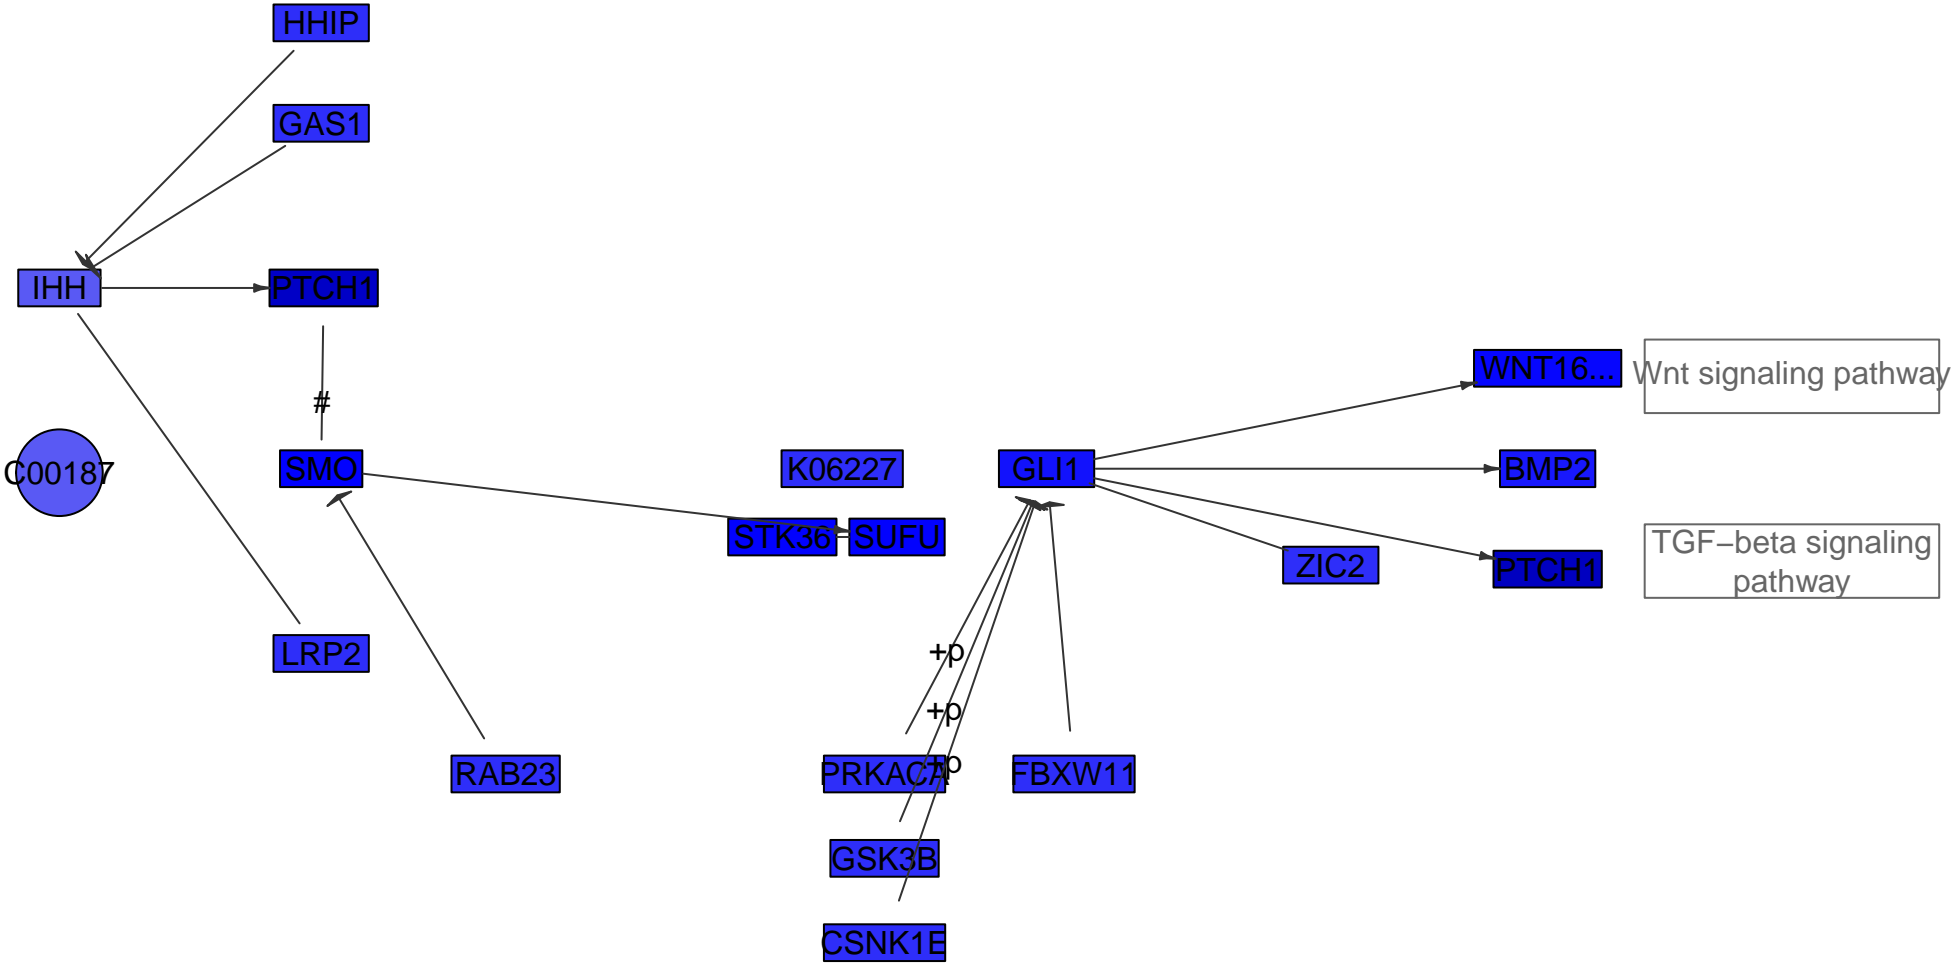 HHIP
GAS1
IHH
PTCH1
WNT16...
Wnt signaling pathway
#
C00187
SMO
K06227
GLI1
BMP2
STK36
SUFU
ZIC2
PTCH1
TGF−beta signaling
pathway
LRP2
+p
+p
+p
RAB23
PRKACA
FBXW11
GSK3B
CSNK1E